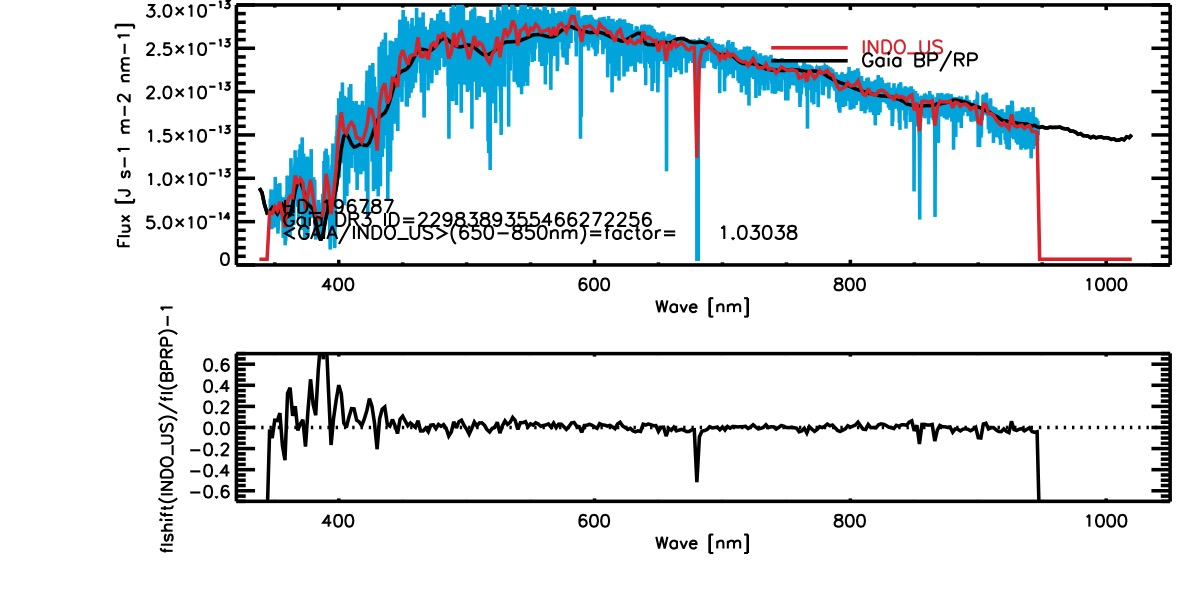 3.0×10−13
2.5×10−13
2.0×10−13
1.5×10−13
1.0×10−13
5.0×10−14
0
Flux [J s−1 m−2 nm−1]
INDO_US
Gaia BP/RP
HD_196787
Gaia DR3 ID=2298389355466272256
<GAIA/INDO_US>(650−850nm)=factor= 1.03038
400 600 800 1000
Wave [nm]
flshift(INDO_US)/fl(BPRP)−1
0.6
0.4
0.2
0.0
−0.2
−0.4
−0.6
400 600 800 1000
Wave [nm]